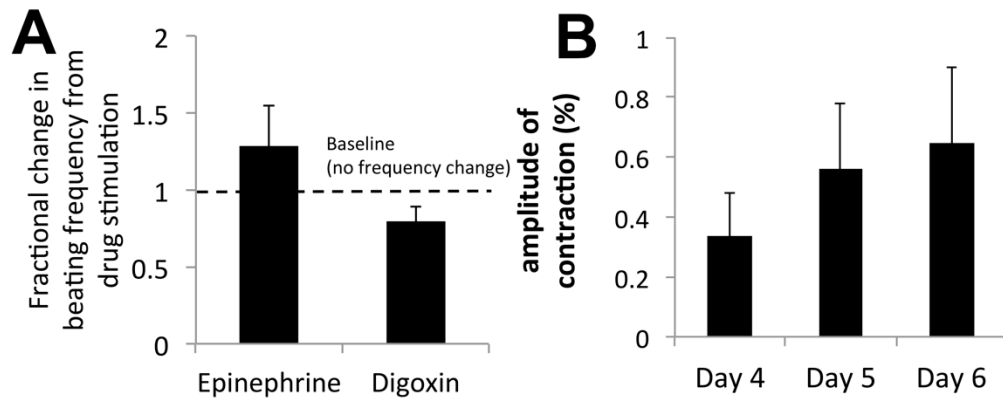 A
Fractional change in
beating frequency from
drug stimulation
2
1.5
1
0.5
0
Baseline
(no frequency change)
Epinephrine
Digoxin
B
amplitude of
contraction (%)
1
0.8
0.6
0.4
0.2
0
Day 4
Day 5
Day 6